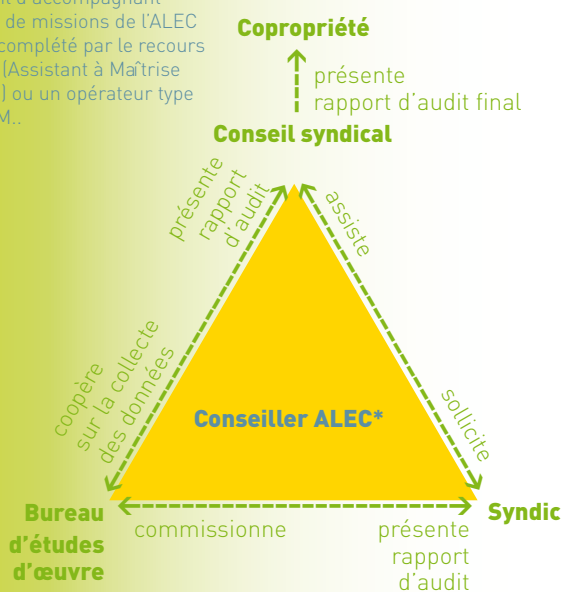 d'accompagnant
de missions de l'ALEC
complété par le recours
(Assistant à Maîtrise
) ou un opérateur type
M..
Copropriété
présente
rapport d'audit final
Conseil syndical
présente
rapport
d'audit
assiste
coopère
sur la collecte
des données
sollicite
Conseiller ALEC*
Bureau
d'études
d'œuvre
commissionne
présente
rapport
d'audit
Syndic